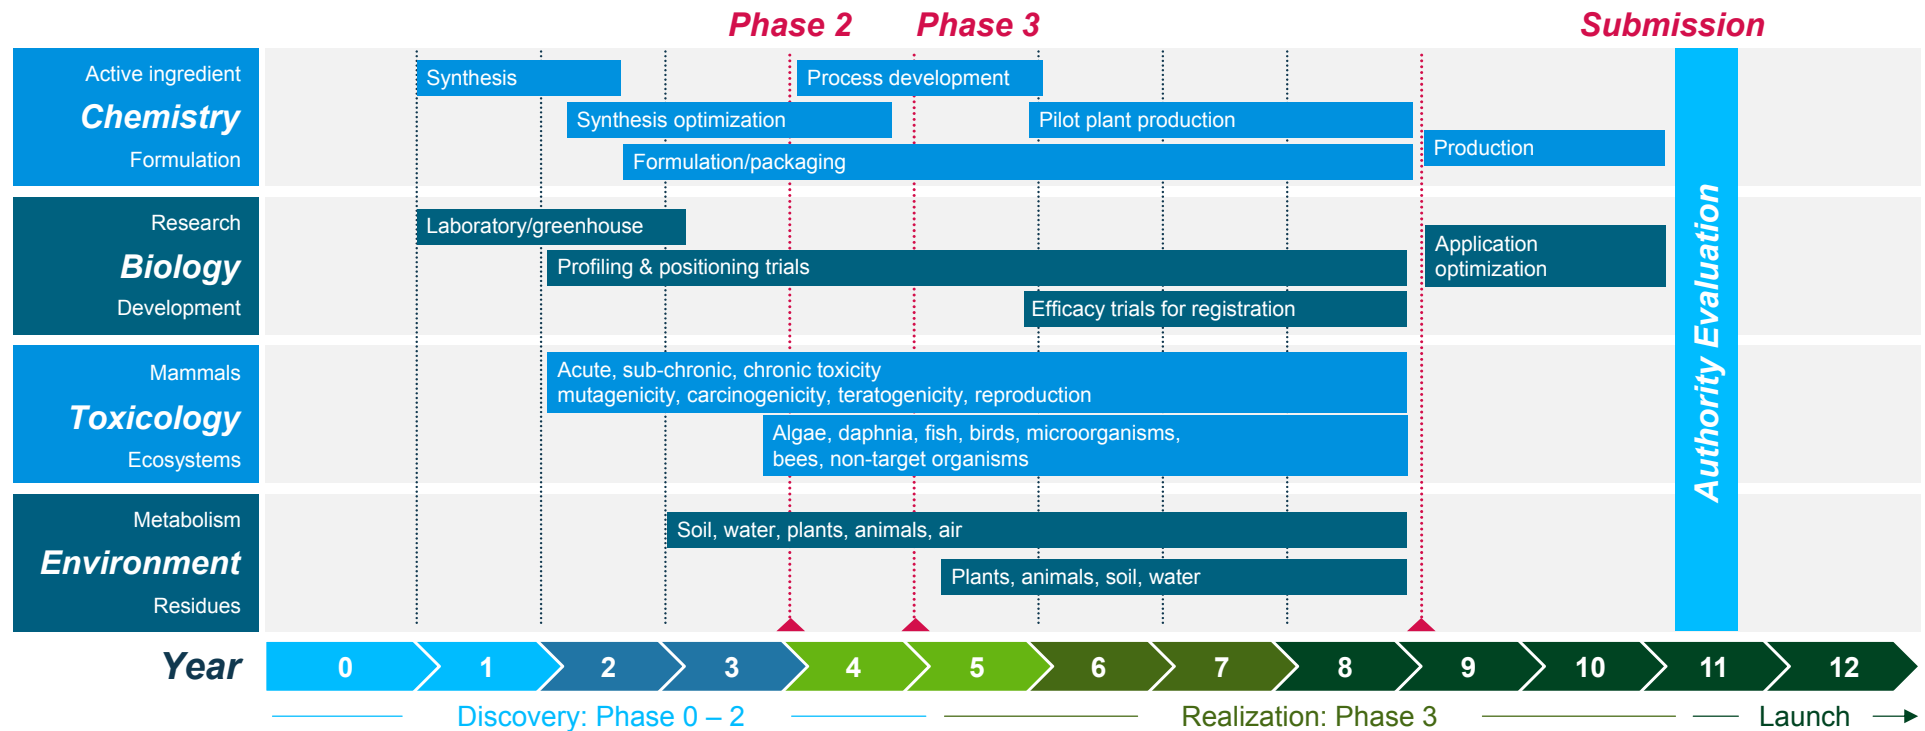 Phase 2
Phase 3
Submission
Active ingredient
Chemistry
Formulation
Synthesis
Process development
Synthesis optimization
Pilot plant production
Formulation/packaging
Production
Research
Biology
Development
Laboratory/greenhouse
Profiling & positioning trials
Application
optimization
Efficacy trials for registration
Mammals
Toxicology
Ecosystems
Acute, sub-chronic, chronic toxicity
mutagenicity, carcinogenicity, teratogenicity, reproduction
Algae, daphnia, fish, birds, microorganisms,
bees, non-target organisms
Metabolism
Environment
Residues
Soil, water, plants, animals, air
Plants, animals, soil, water
Authority Evaluation
Year
0 1 2 3 4 5 6 7 8 9 10 11 12
Discovery: Phase 0 – 2
Realization: Phase 3
Launch